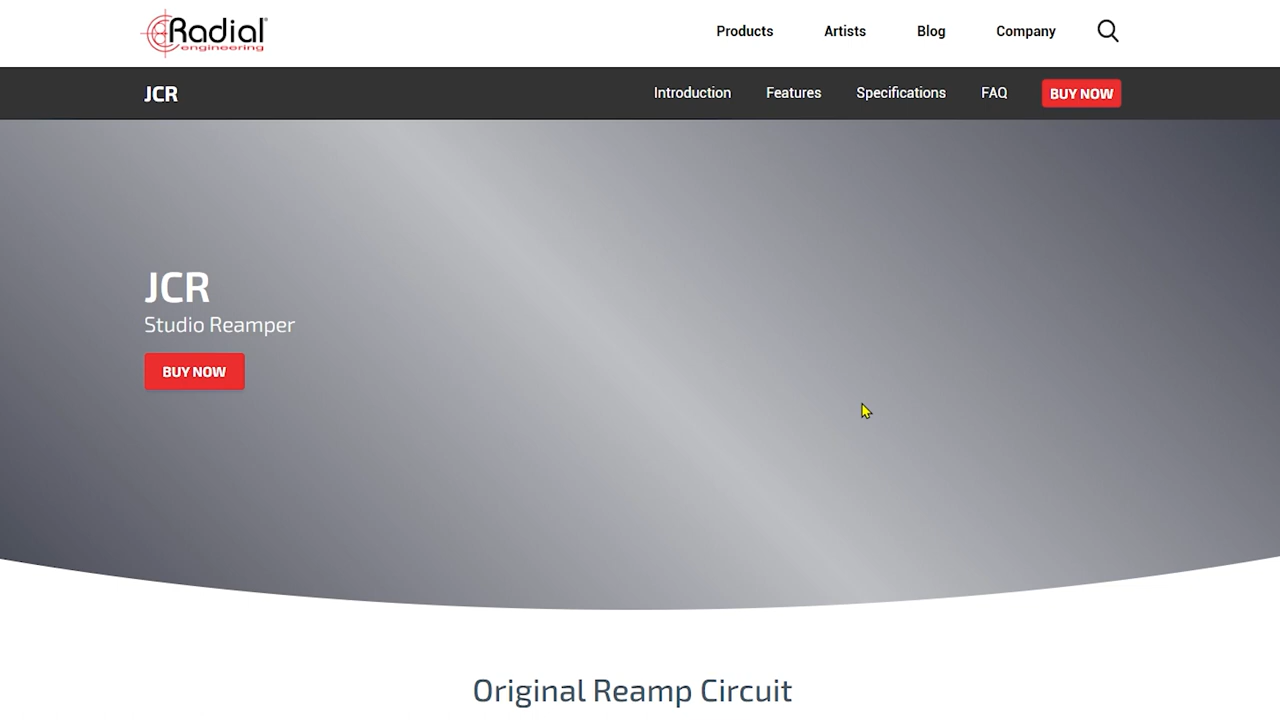 Radial
engineering
Products Artists Blog Company
JCR Introduction Features Specifications FAQ BUY NOW
JCR
Studio Reamper
BUY NOW
Original Reamp Circuit